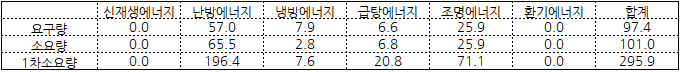 신재생에너지 난방에너지 냉방에너지 급탕에너지 조명에너지 환기에너지 합계
요구량 0.0 57.0 7.9 6.6 25.9 0.0 97.4
소요량 0.0 65.5 2.8 6.8 25.9 0.0 101.0
1차소요량 0.0 196.4 7.6 20.8 71.1 0.0 295.9